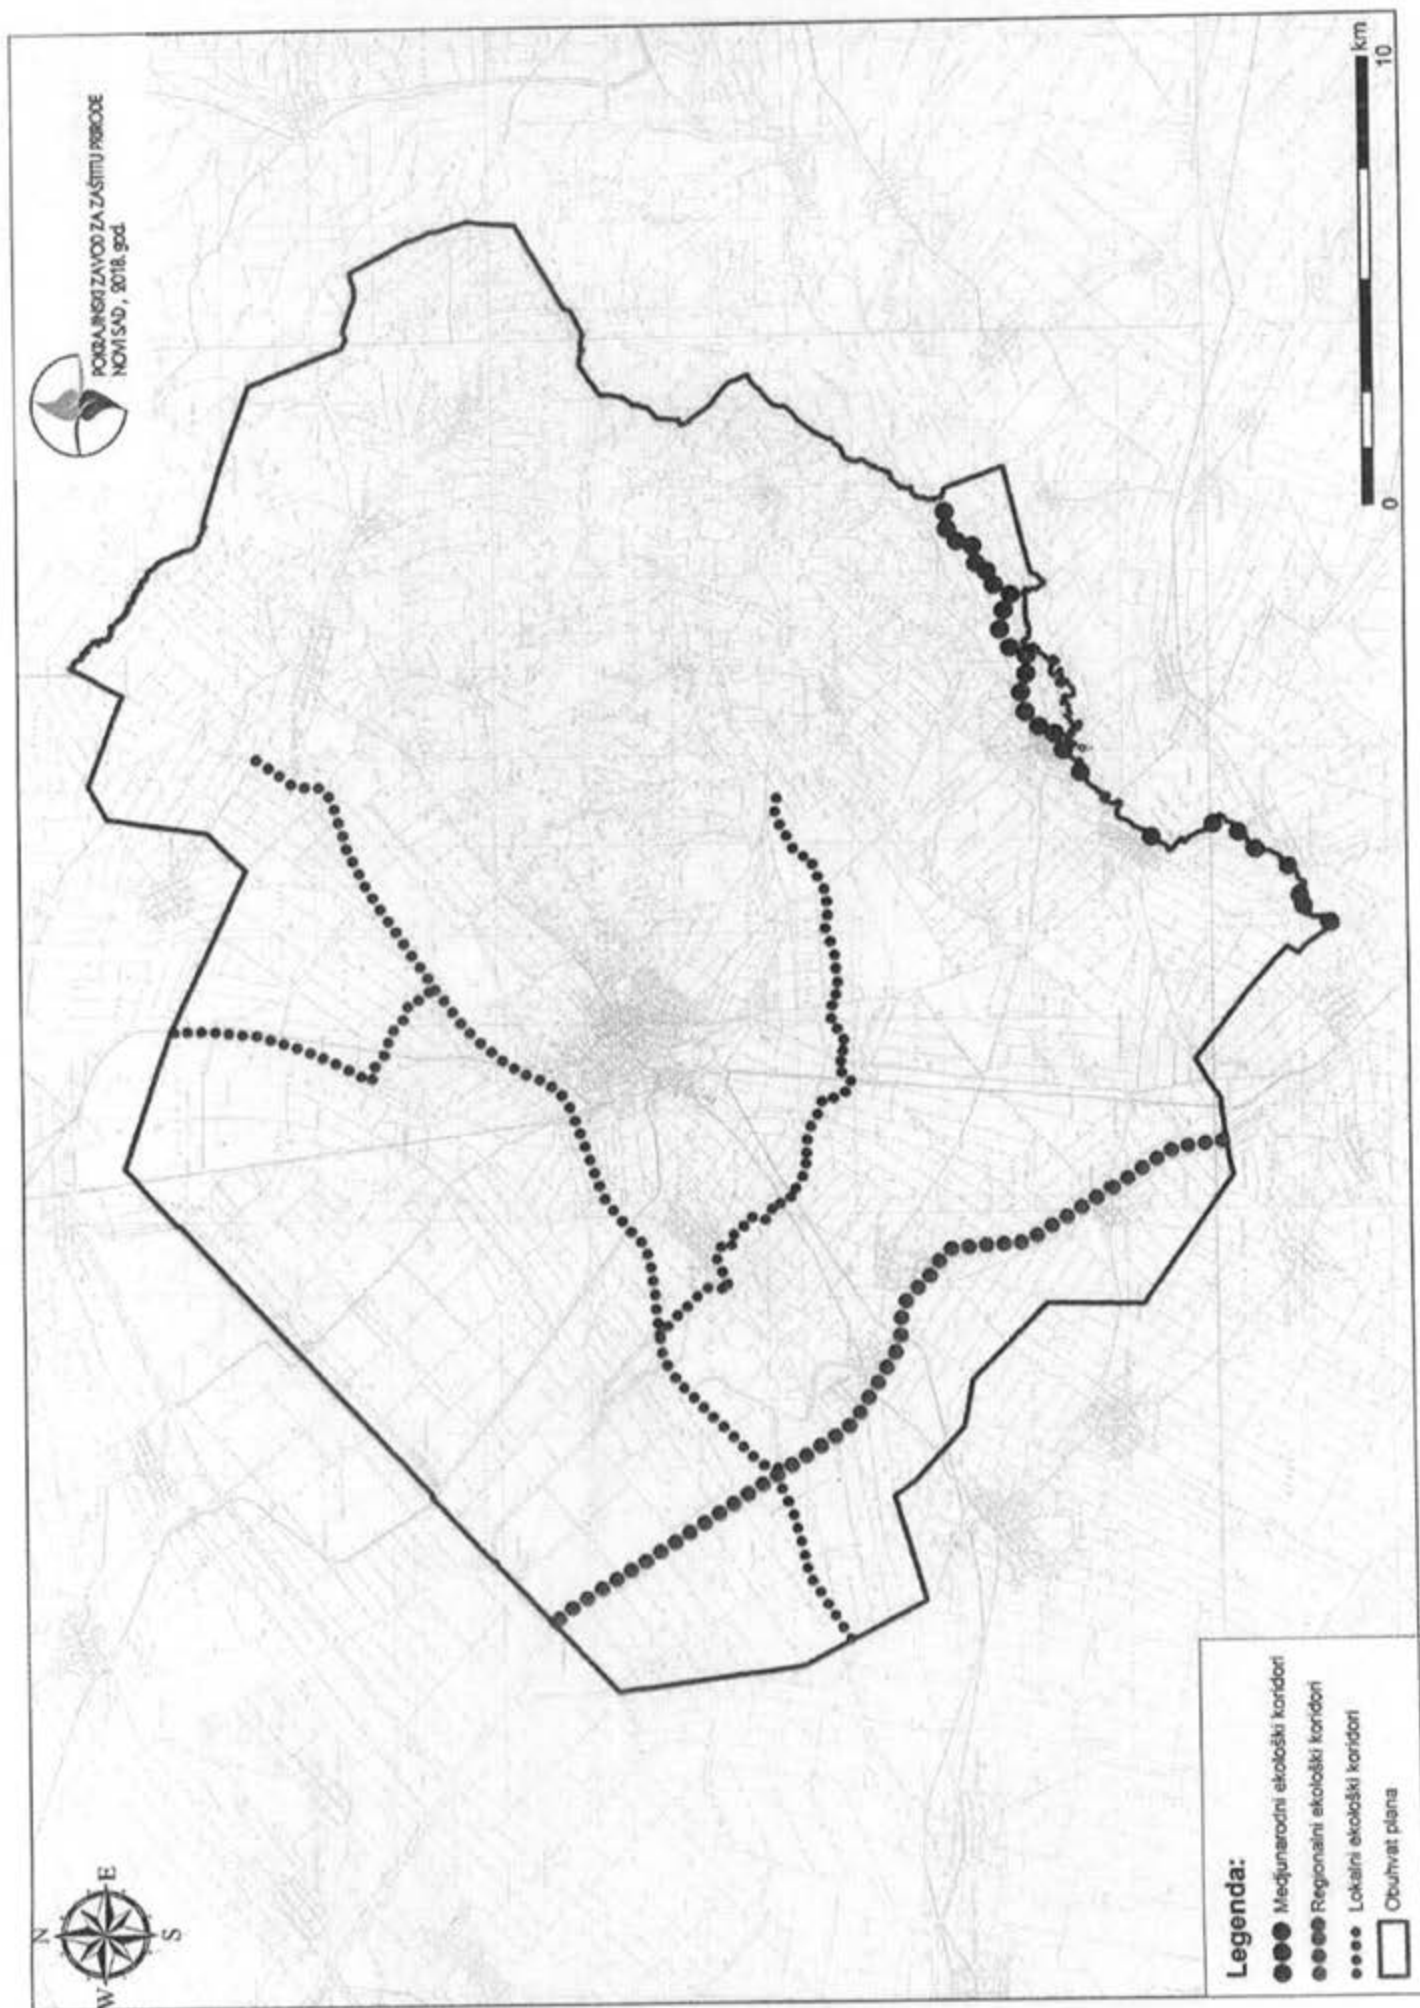 POKRAJINSKI ZAVOD ZA ZAŠTITU PRIRODE
NOVI SAD, 2018. god.
N
W
E
S
km
0
10
Legenda:
Medjunarodni ekološki koridori
Regionalni ekološki koridori
Lokalni ekološki koridori
Obuhvat plana